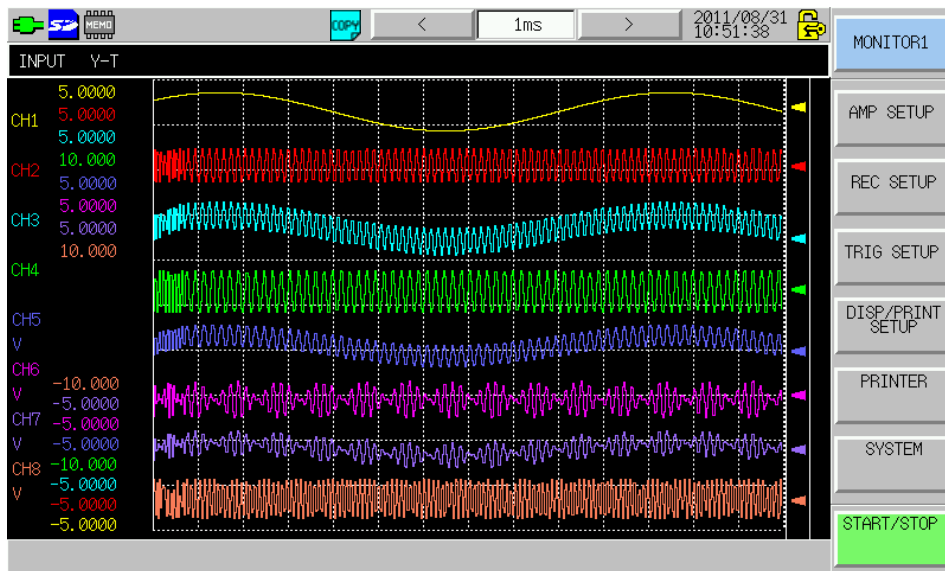 SD MEMO COPY < 1ms > 2011/08/31
10:51:38
INPUT Y-T
MONITOR1
5.0000
CH1 5.0000
5.0000
10.000
CH2
5.0000
5.0000
CH3
5.0000
10.000
CH4
CH5
V
CH6
-10.000
V
-5.0000
CH7
-5.0000
V
-5.0000
CH8
-10.000
-5.0000
V
-5.0000
-5.0000
AMP SETUP
REC SETUP
TRIG SETUP
DISP/PRINT
SETUP
PRINTER
SYSTEM
START/STOP